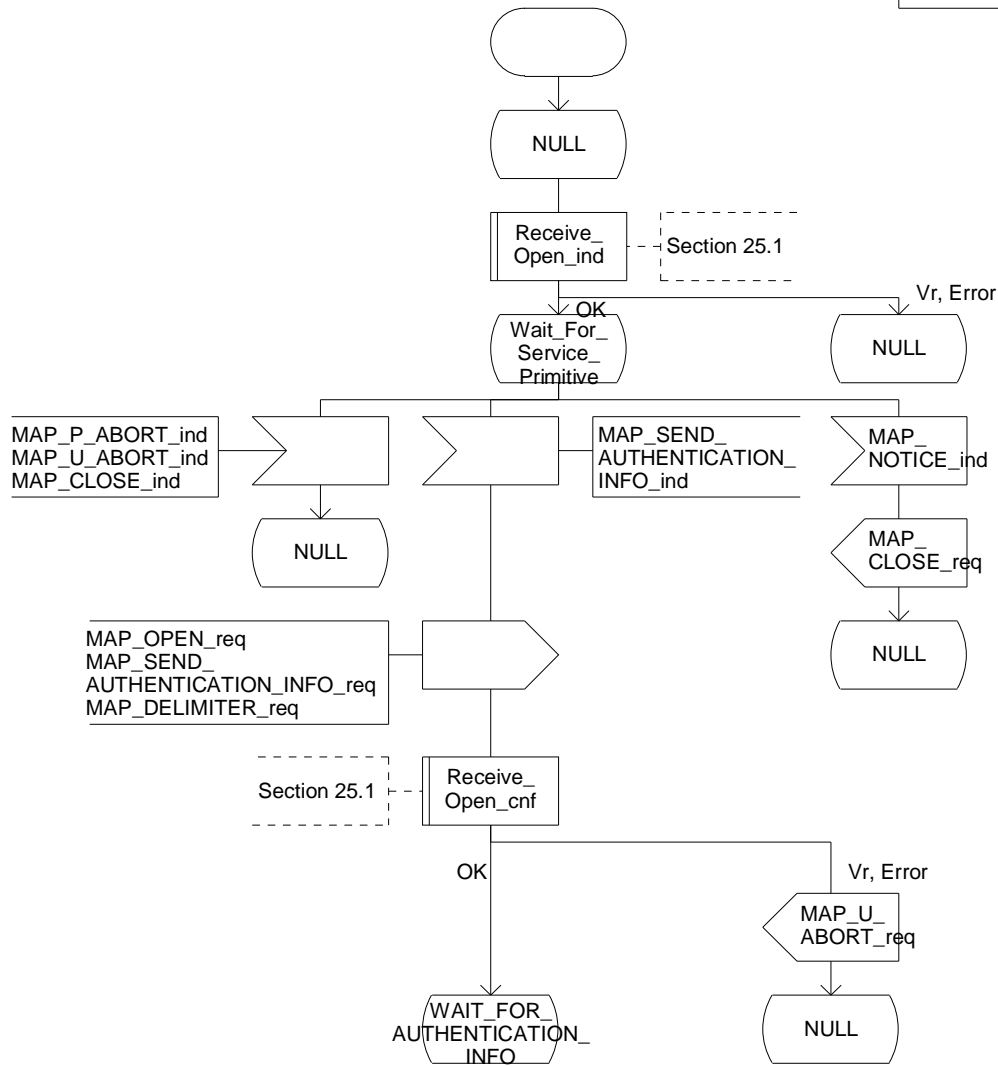 NULL
Receive_
Open_ind
Section 25.1
Vr, Error
OK
Wait_For_
Service_
Primitive
NULL
MAP_P_ABORT_ind
MAP_U_ABORT_ind
MAP_CLOSE_ind
MAP_SEND_
AUTHENTICATION_
INFO_ind
MAP_
NOTICE_ind
NULL
MAP_
CLOSE_req
MAP_OPEN_req
MAP_SEND_
AUTHENTICATION_INFO_req
MAP_DELIMITER_req
NULL
Section 25.1
Receive_
Open_cnf
OK
Vr, Error
MAP_U_
ABORT_req
WAIT_FOR_
AUTHENTICATION_
INFO
NULL